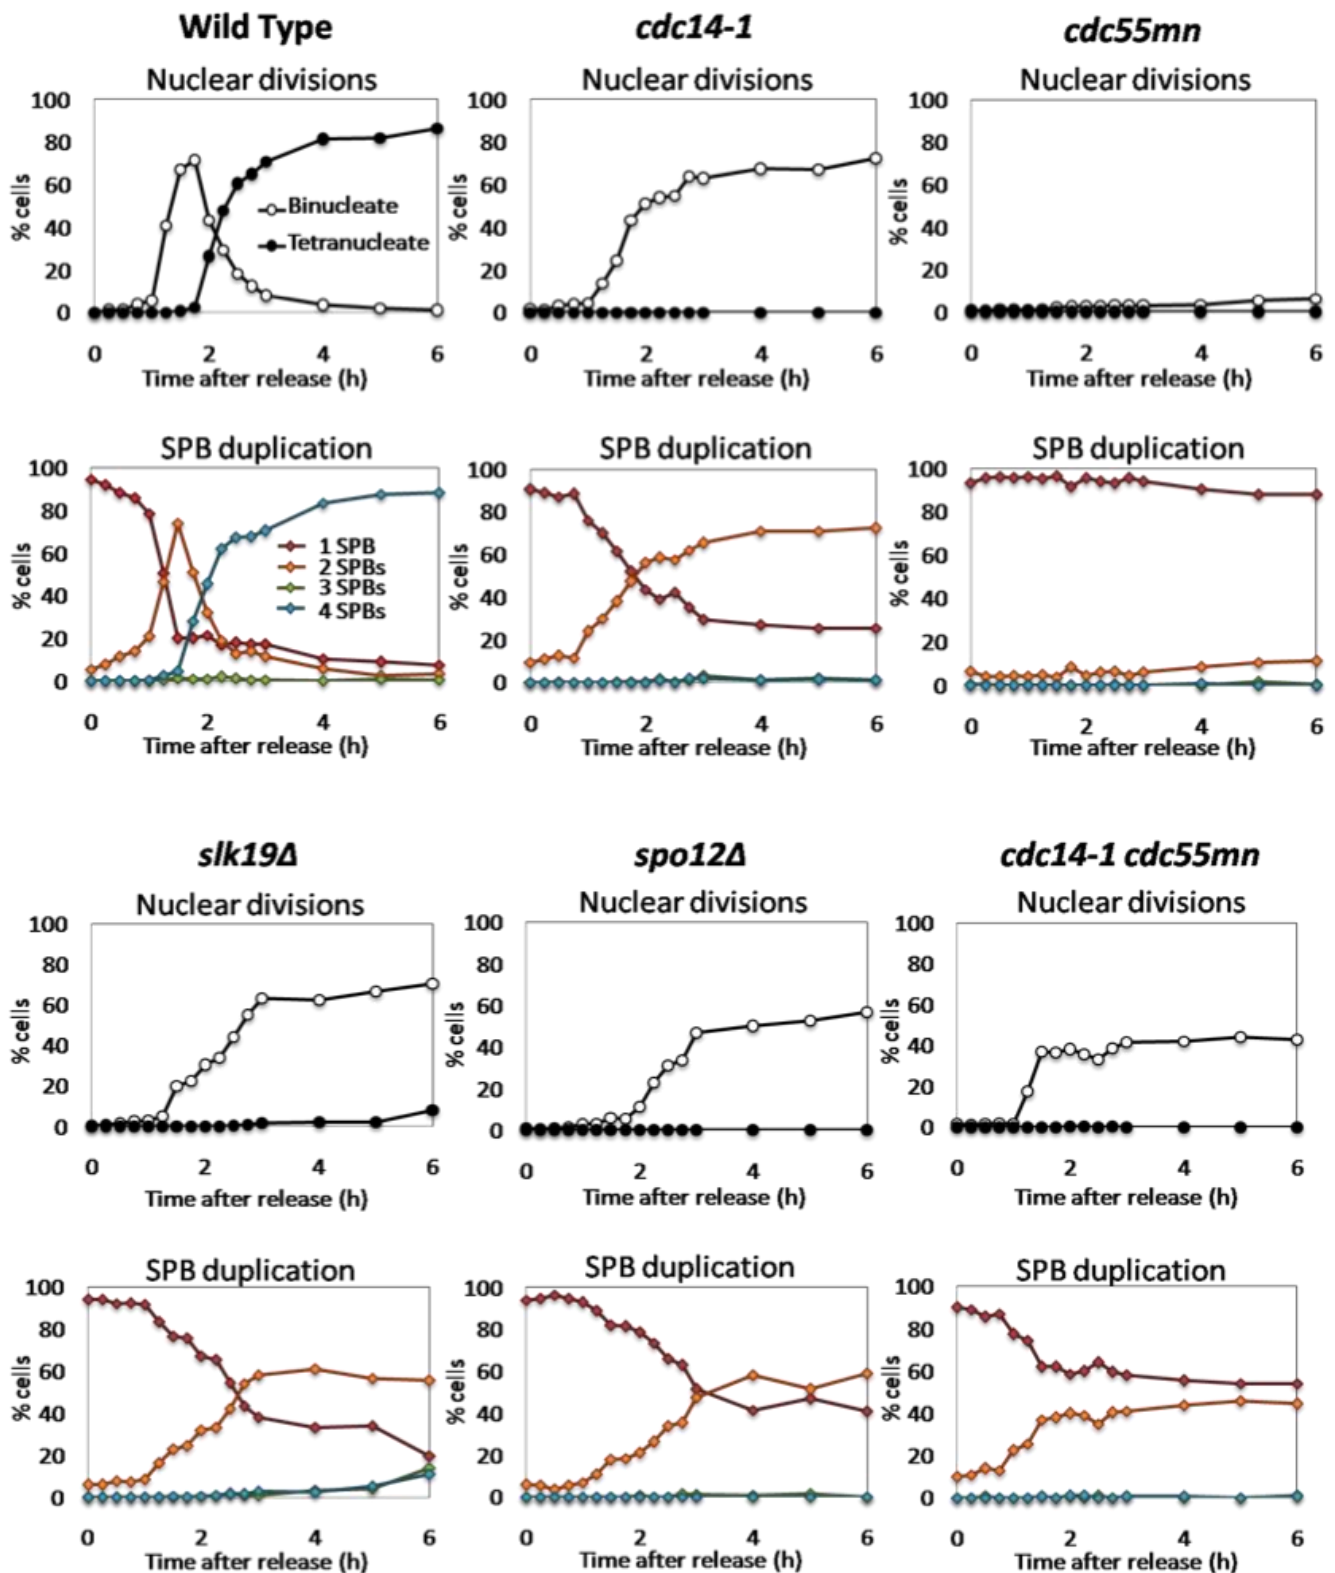 Wild Type
cdc14-1
cdc55mn
Nuclear divisions
Nuclear divisions
Nuclear divisions
100
80
60
40
20
0
% cells
Binucleate
Tetranucleate
0 2 4 6
Time after release (h)
100
80
60
40
20
0
% cells
0 2 4 6
Time after release (h)
100
80
60
40
20
0
% cells
0 2 4 6
Time after release (h)
SPB duplication
SPB duplication
SPB duplication
100
80
60
40
20
0
% cells
1 SPB
2 SPBs
3 SPBs
4 SPBs
0 2 4 6
Time after release (h)
100
80
60
40
20
0
% cells
0 2 4 6
Time after release (h)
100
80
60
40
20
0
% cells
0 2 4 6
Time after release (h)
slk19Δ
spo12Δ
cdc14-1 cdc55mn
Nuclear divisions
Nuclear divisions
Nuclear divisions
100
80
60
40
20
0
% cells
0 2 4 6
Time after release (h)
100
80
60
40
20
0
% cells
0 2 4 6
Time after release (h)
100
80
60
40
20
0
% cells
0 2 4 6
Time after release (h)
SPB duplication
SPB duplication
SPB duplication
100
80
60
40
20
0
% cells
0 2 4 6
Time after release (h)
100
80
60
40
20
0
% cells
0 2 4 6
Time after release (h)
100
80
60
40
20
0
% cells
0 2 4 6
Time after release (h)